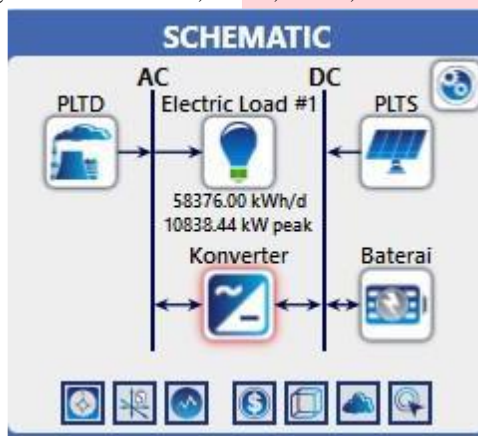 SCHEMATIC
AC
DC
PLTD
Electric Load #1
PLTS
58376.00 kWh/d
10838.44 kW peak
Konverter
Baterai